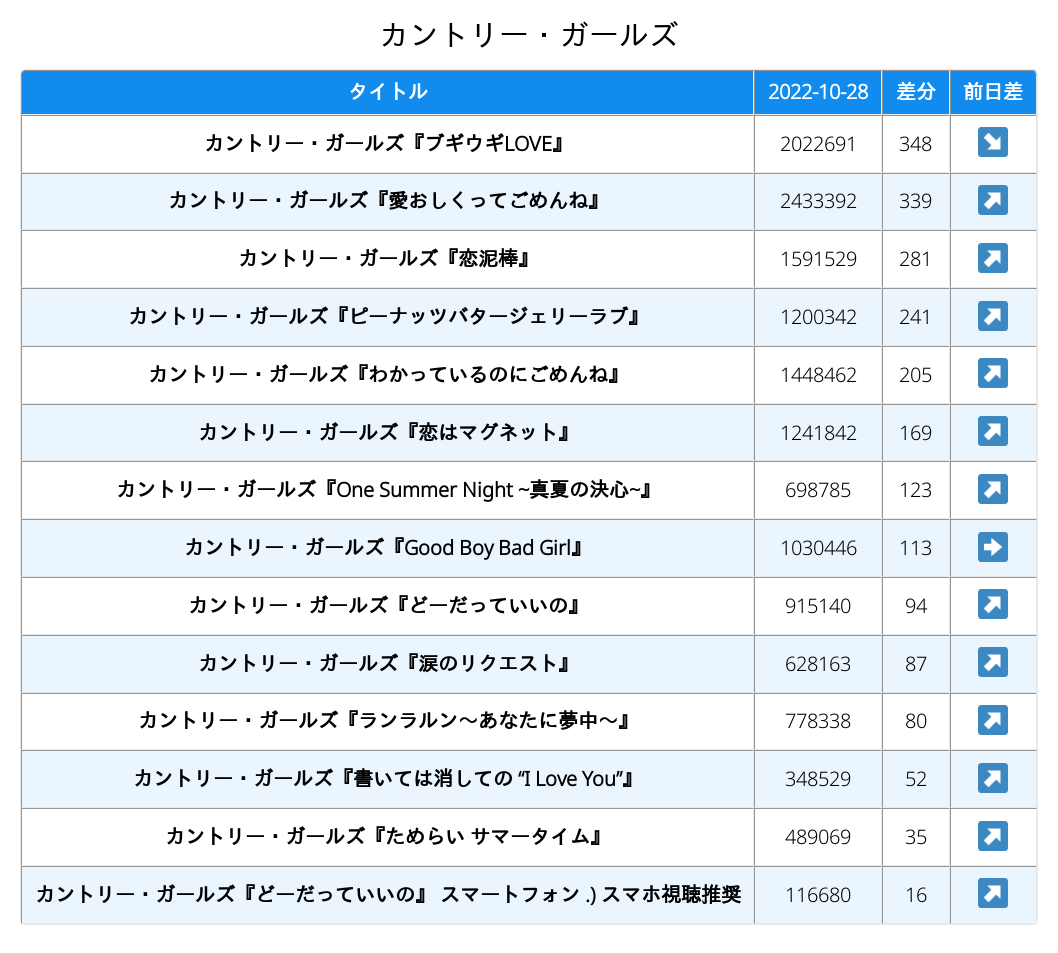 カントリー・ガールズ
タイトル 2022-10-28 差分 前日差
カントリー・ガールズ『ブギウギLOVE』 2022691 348
カントリー・ガールズ『愛おしくってごめんね』 2433392 339
カントリー・ガールズ『恋泥棒』 1591529 281
カントリー・ガールズ『ピーナッツバタージェリーラブ』 1200342 241
カントリー・ガールズ『わかっているのにごめんね』 1448462 205
カントリー・ガールズ『恋はマグネット』 1241842 169
カントリー・ガールズ『One Summer Night ~真夏の決心~』 698785 123
カントリー・ガールズ『Good Boy Bad Girl』 1030446 113
カントリー・ガールズ『どーだっていいの』 915140 94
カントリー・ガールズ『涙のリクエスト』 628163 87
カントリー・ガールズ『ランラルン～あなたに夢中～』 778338 80
カントリー・ガールズ『書いては消しての “I Love You”』 348529 52
カントリー・ガールズ『ためらい サマータイム』 489069 35
カントリー・ガールズ『どーだっていいの』 スマートフォン .) スマホ視聴推奨 116680 16